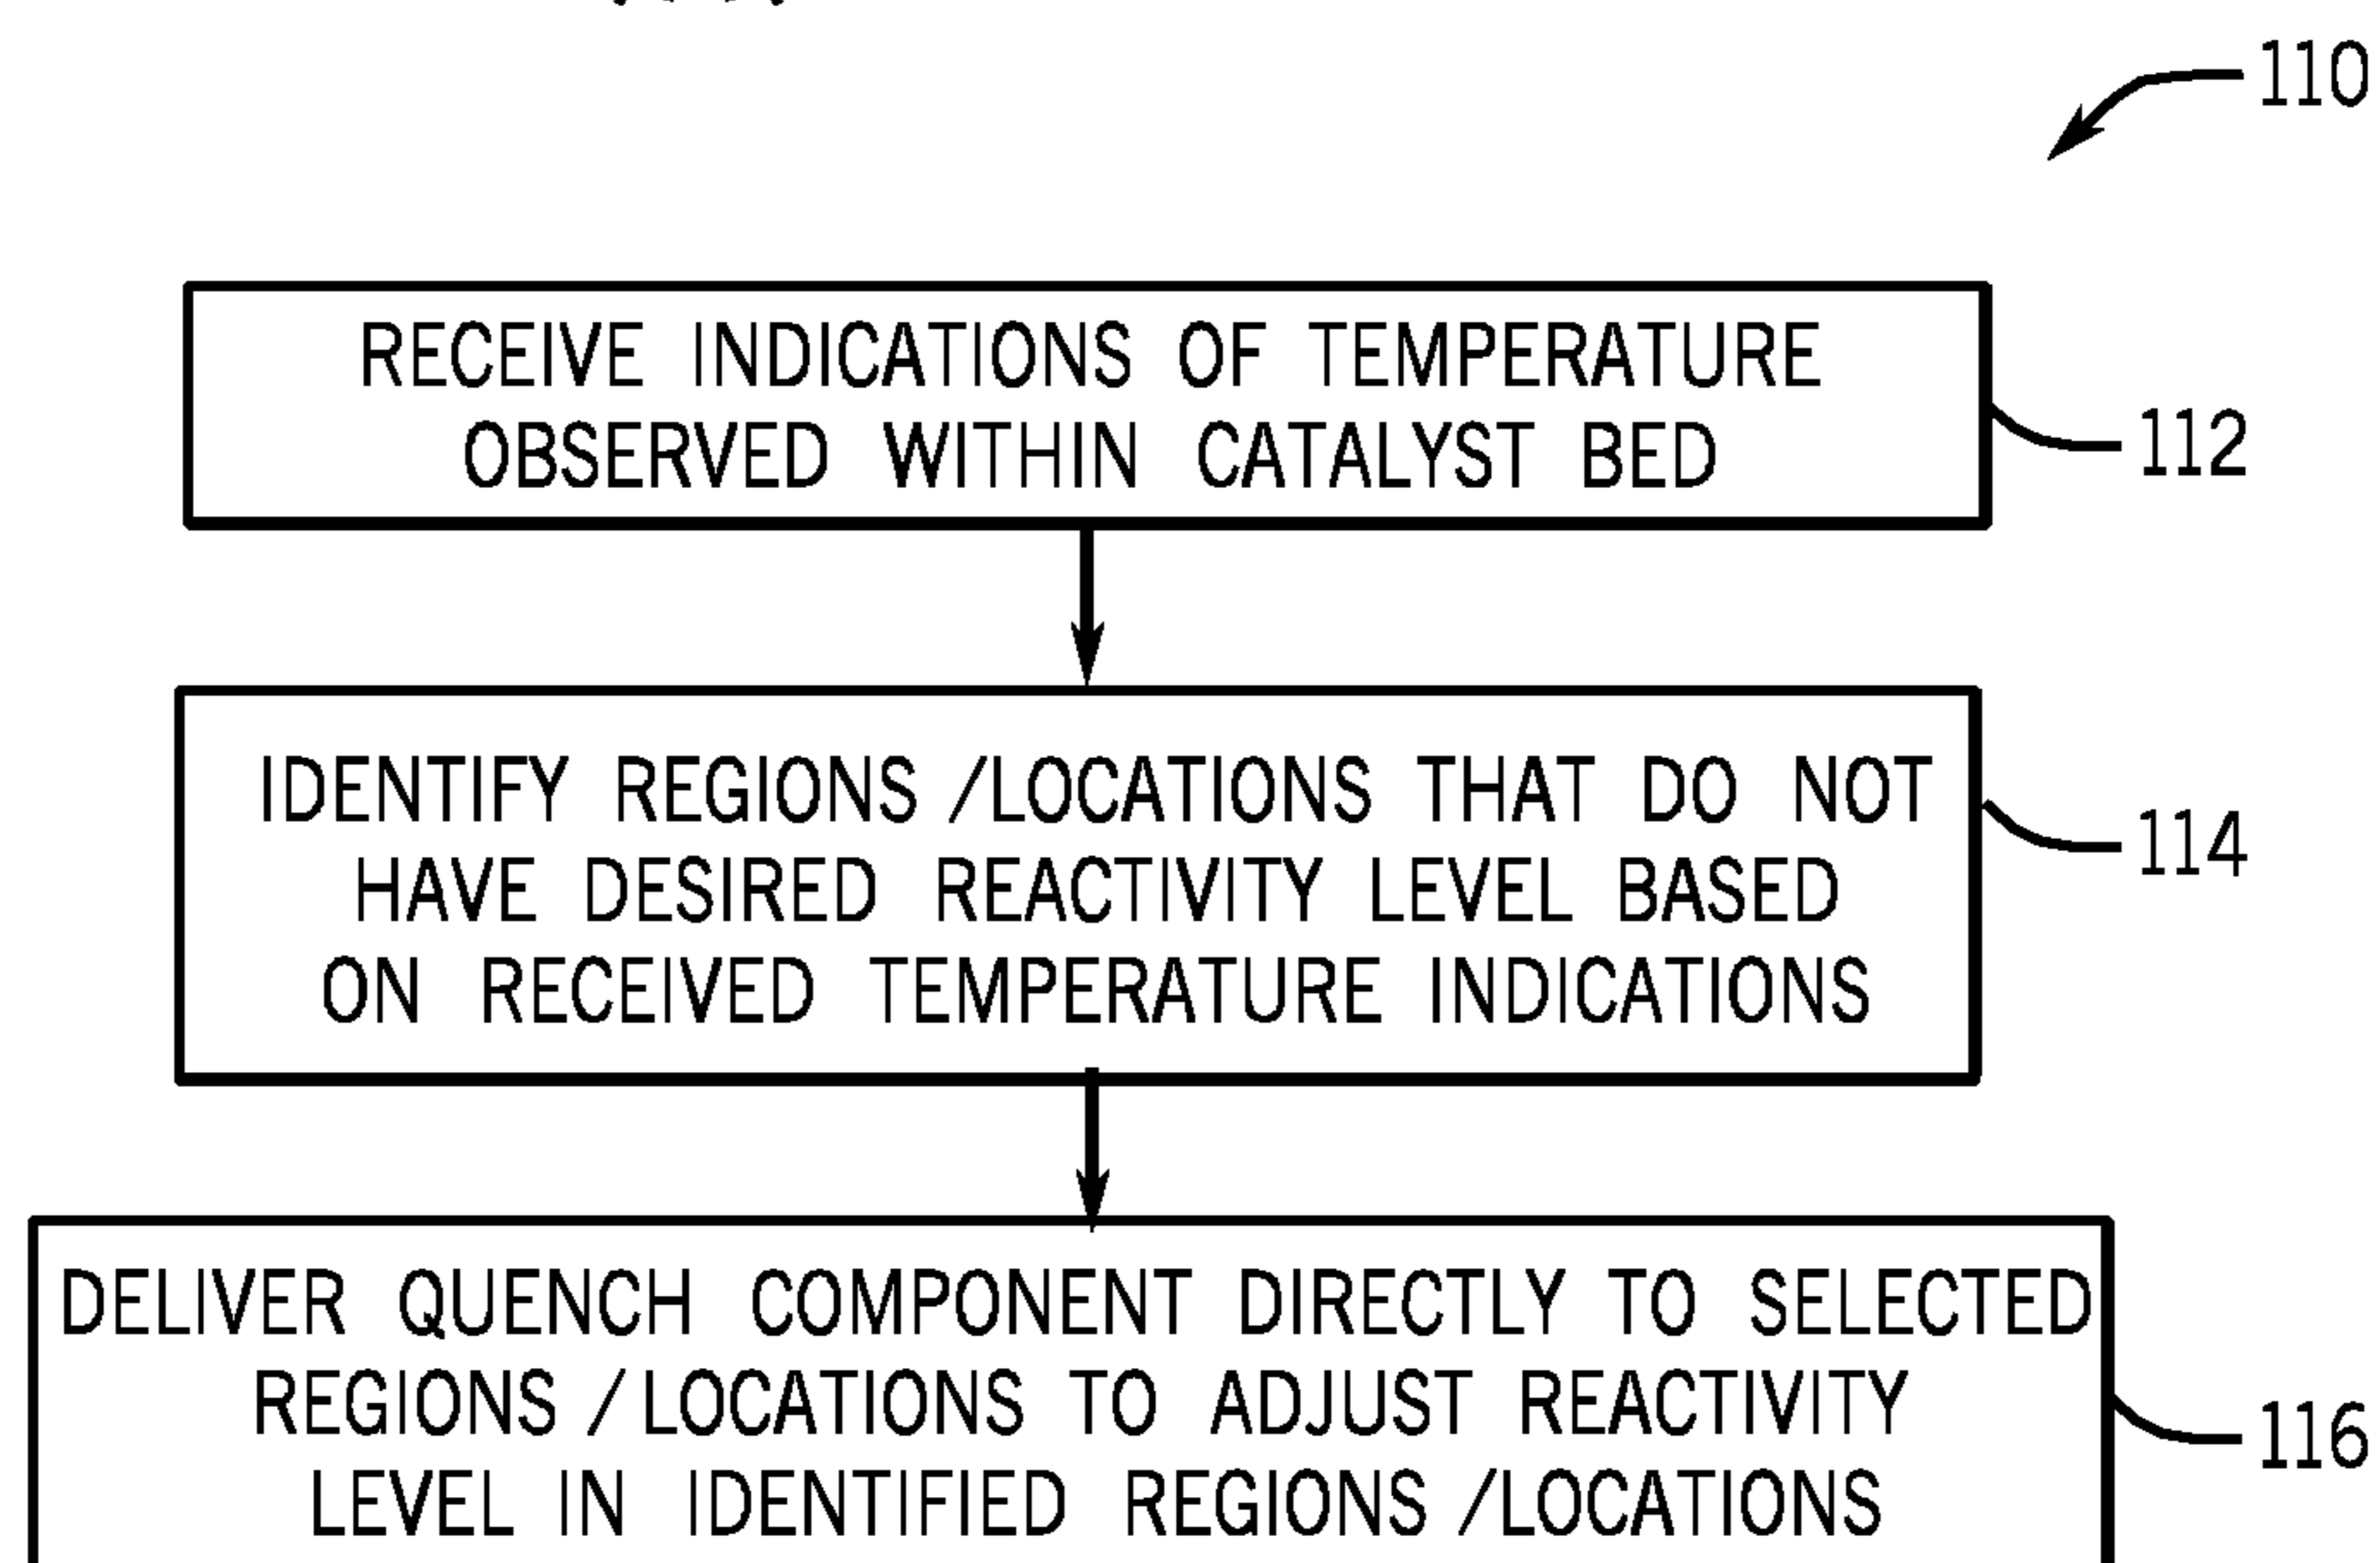 110
RECEIVE INDICATIONS OF TEMPERATURE
OBSERVED WITHIN CATALYST BED
112
IDENTIFY REGIONS /LOCATIONS THAT DO NOT
HAVE DESIRED REACTIVITY LEVEL BASED
ON RECEIVED TEMPERATURE INDICATIONS
114
DELIVER QUENCH COMPONENT DIRECTLY TO SELECTED
REGIONS /LOCATIONS TO ADJUST REACTIVITY
LEVEL IN IDENTIFIED REGIONS /LOCATIONS
116